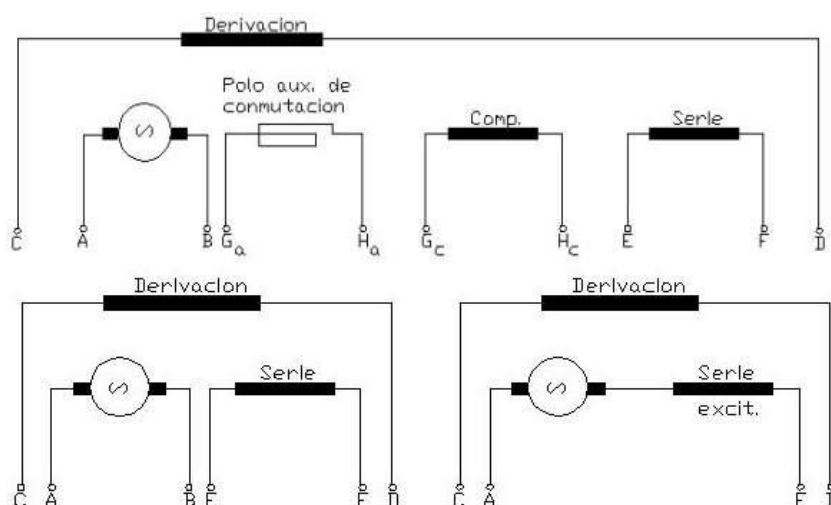 Derivacion
Polo aux. de
conmutacion
Comp.
Serie
C A B Ga Ha Gc Hc E F D
Derivacion
Serie
C A B E F D
Derivacion
Serie
excit.
C A F D